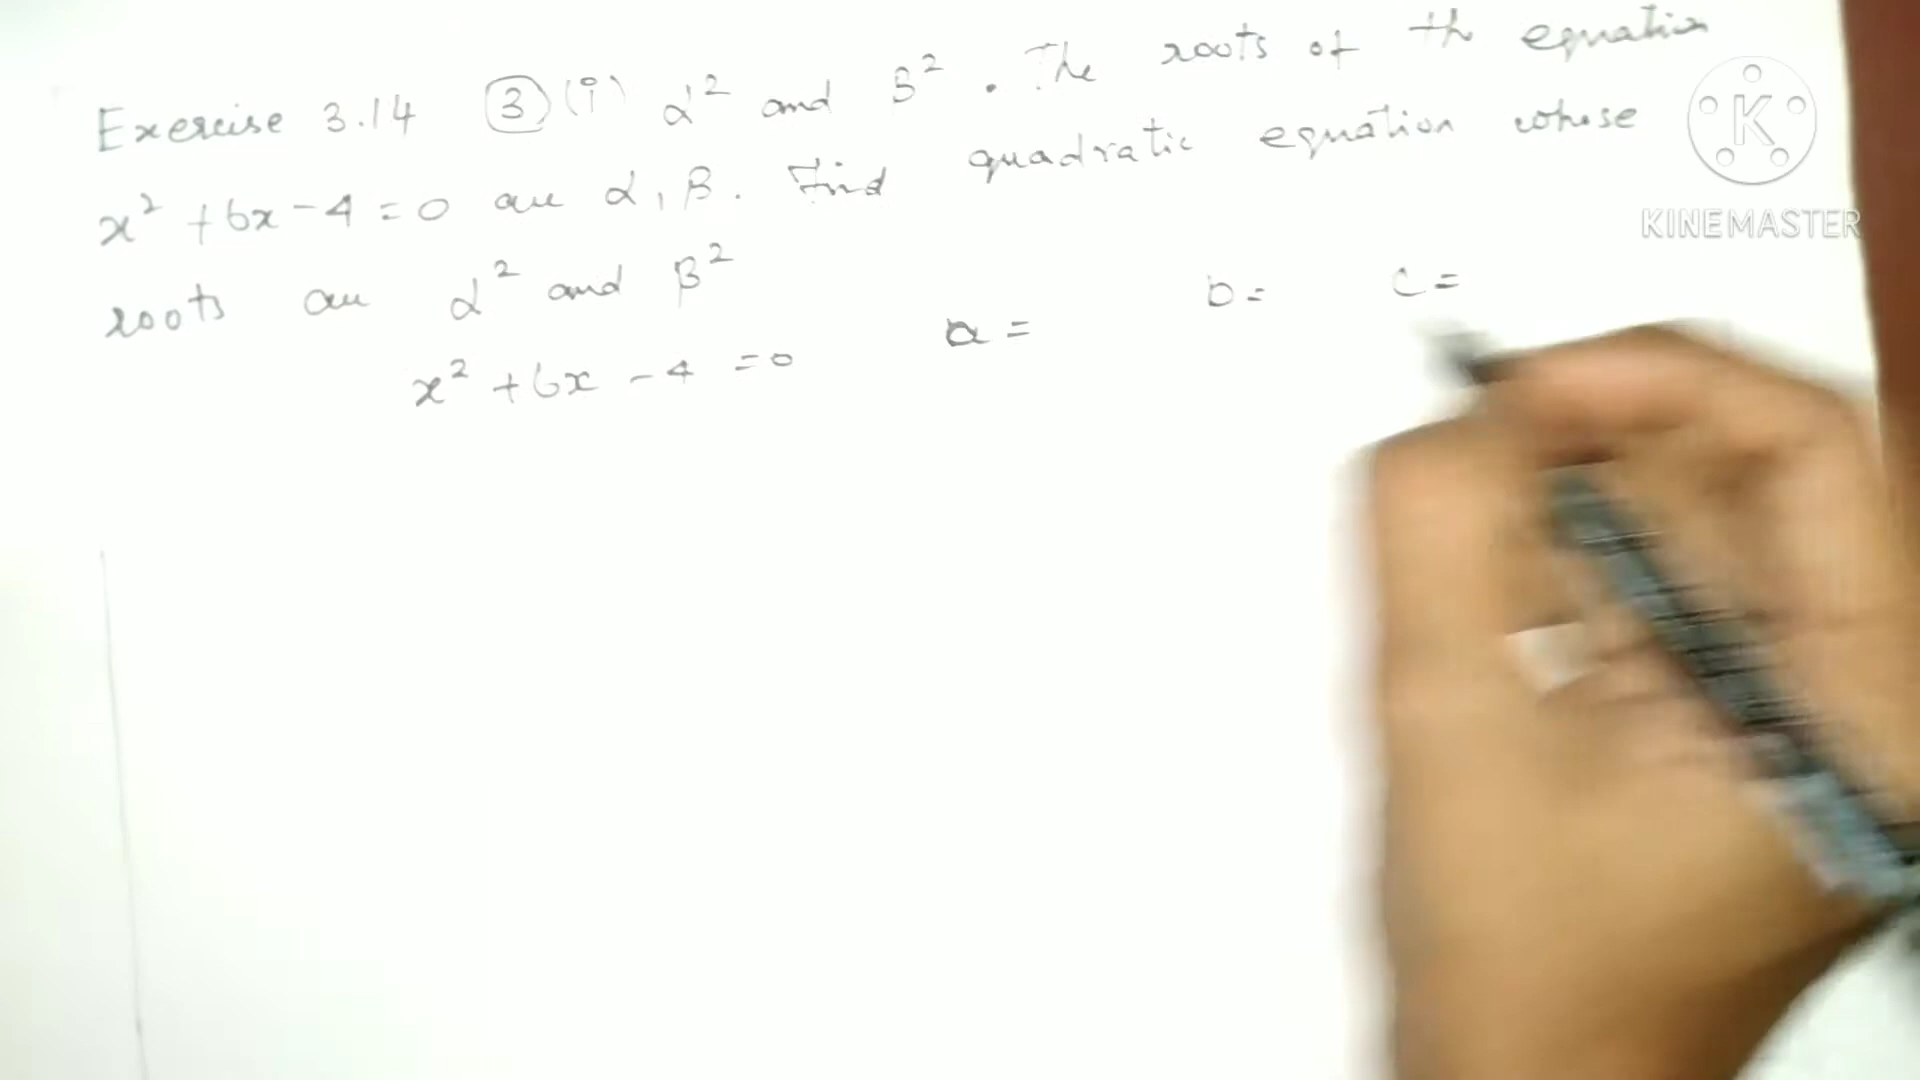 Exercise 3.14 ③ (i) α² and β². The roots of th equation
x² + 6x - 4 = 0 are α, β. Find quadratic equation whose
roots are α² and β²
x² + 6x - 4 = 0 a = b = c =
K
KINEMASTER